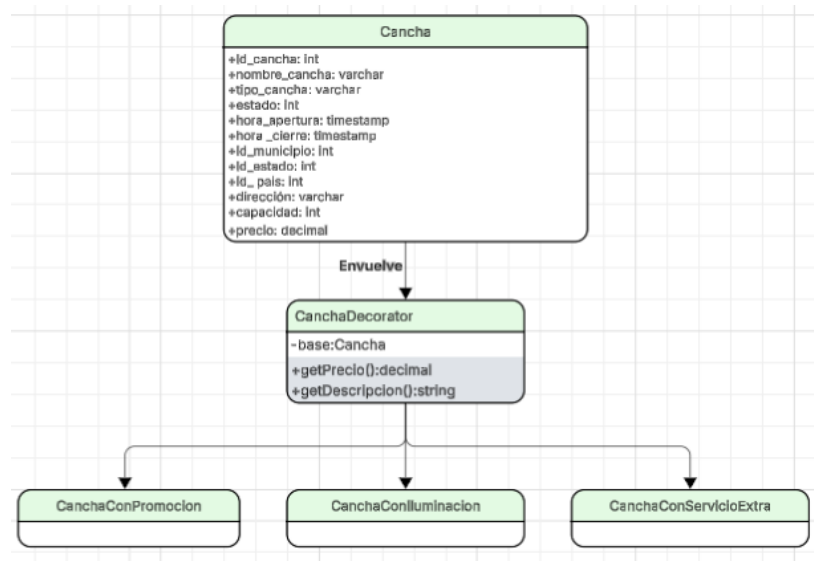 Cancha
+id_cancha: int
+nombre_cancha: varchar
+tipo_cancha: varchar
+estado: int
+hora_apertura: timestamp
+hora _cierre: timestamp
+id_municipio: int
+id_estado: int
+id_ pais: int
+dirección: varchar
+capacidad: int
+precio: decimal
Envuelve
CanchaDecorator
-base:Cancha
+getPrecio():decimal
+getDescripcion():string
CanchaConPromocion
CanchaConIluminacion
CanchaConServicioExtra